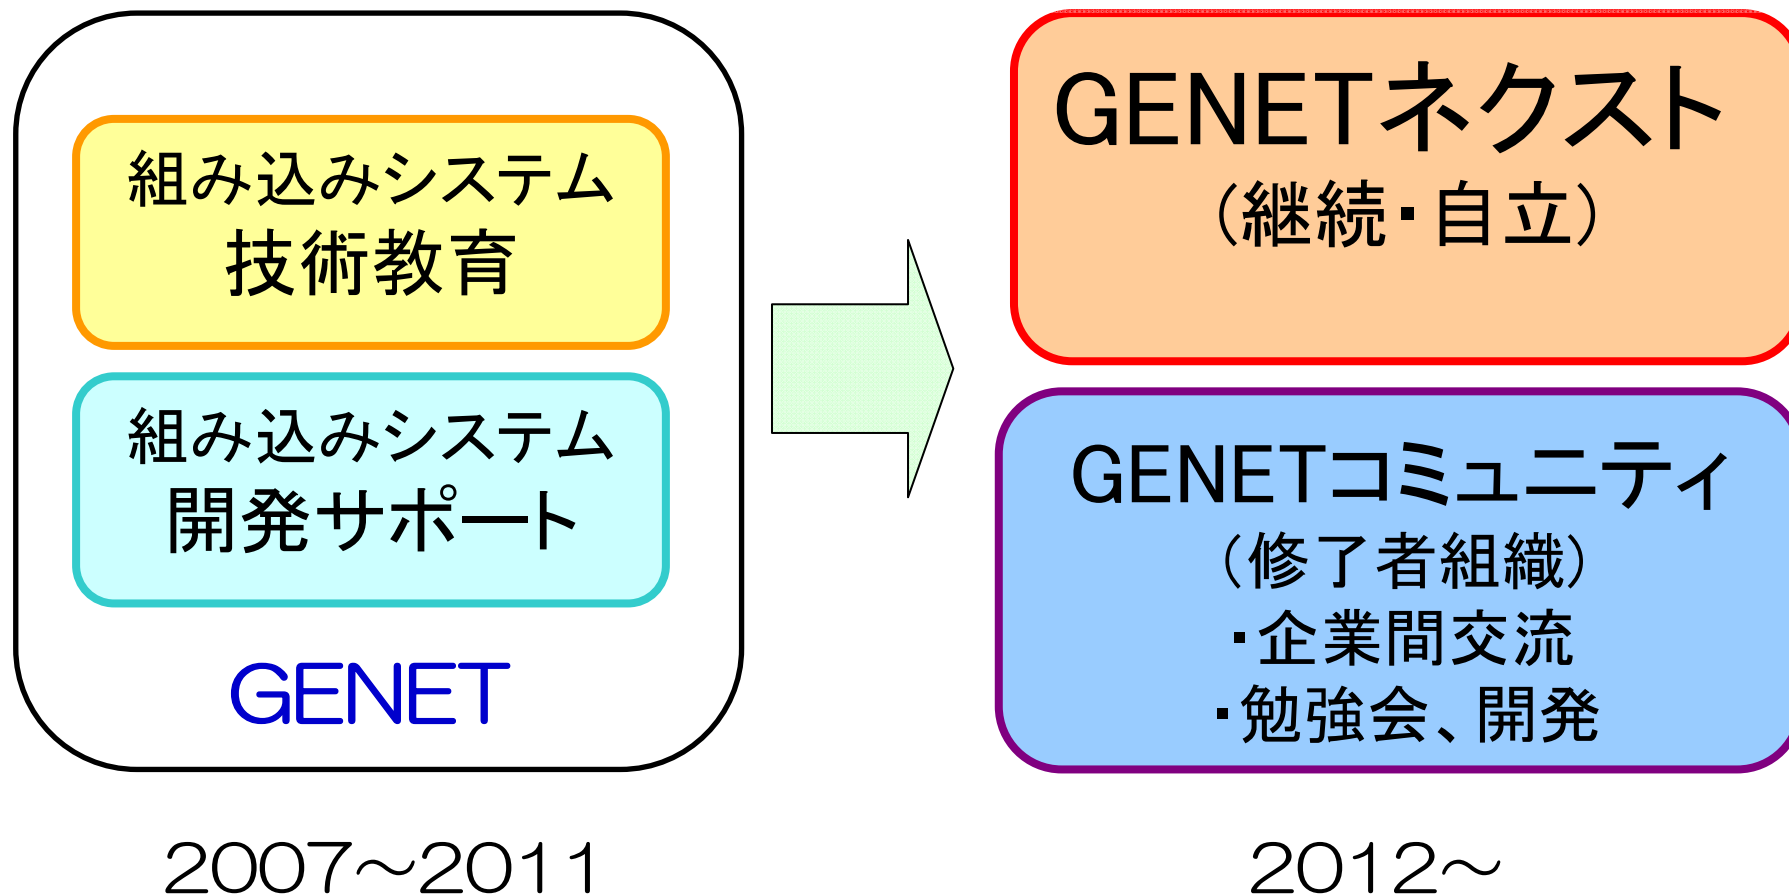 組み込みシステム
技術教育
組み込みシステム
開発サポート
GENET
2007～2011
GENETネクスト
（継続・自立）
GENETコミュニティ
（修了者組織）
・企業間交流
・勉強会、開発
2012～